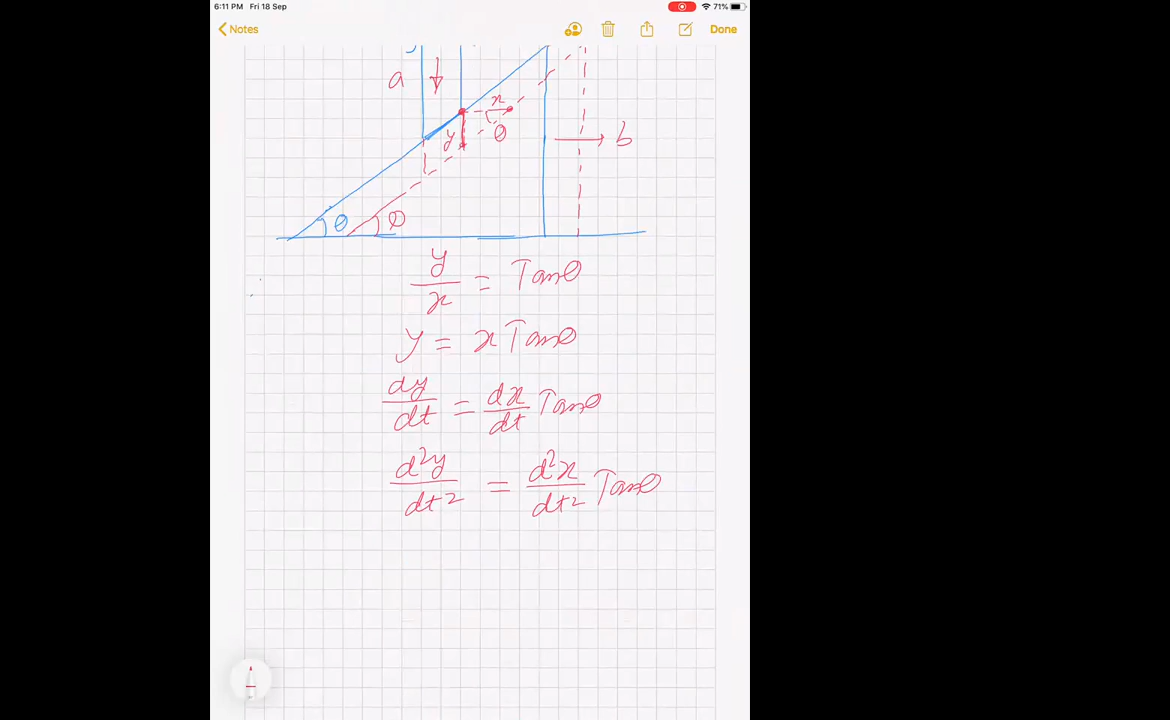 6:11 PM Fri 18 Sep 71%
Notes Done
a
x
y θ b
θ θ
y/x = Tanθ
y = x Tanθ
dy/dt = dx/dt Tanθ
d²y/dt² = d²x/dt² Tanθ